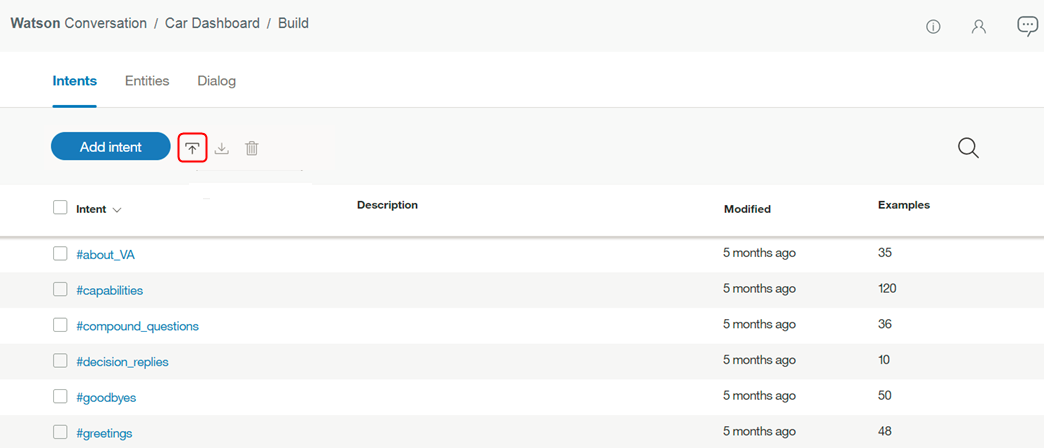 Watson Conversation / Car Dashboard / Build
Intents Entities Dialog
Add intent
Intent Description Modified Examples
#about_VA 5 months ago 35
#capabilities 5 months ago 120
#compound_questions 5 months ago 36
#decision_replies 5 months ago 10
#goodbyes 5 months ago 50
#greetings 5 months ago 48